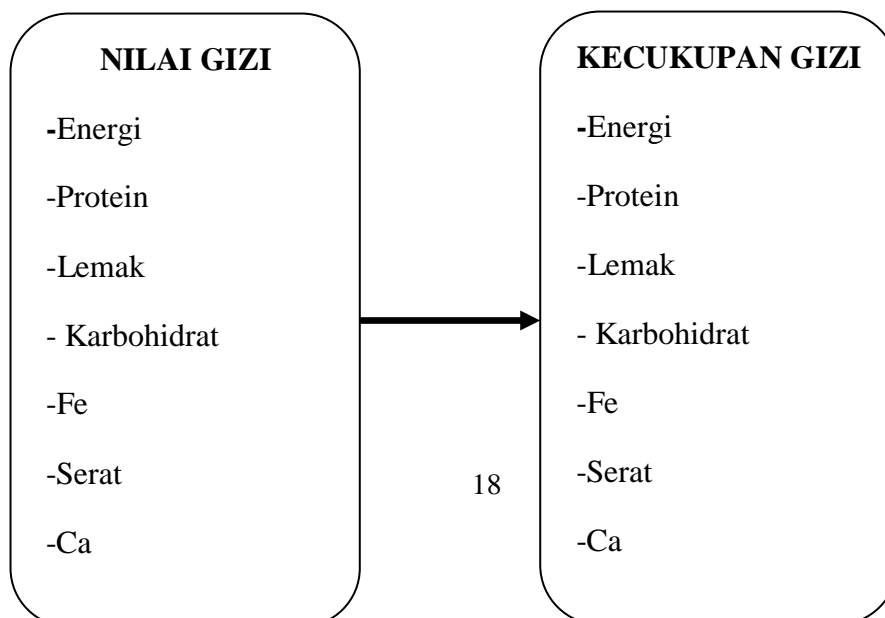 NILAI GIZI
-Energi
-Protein
-Lemak
- Karbohidrat
-Fe
-Serat
-Ca
18
KECUKUPAN GIZI
-Energi
-Protein
-Lemak
- Karbohidrat
-Fe
-Serat
-Ca